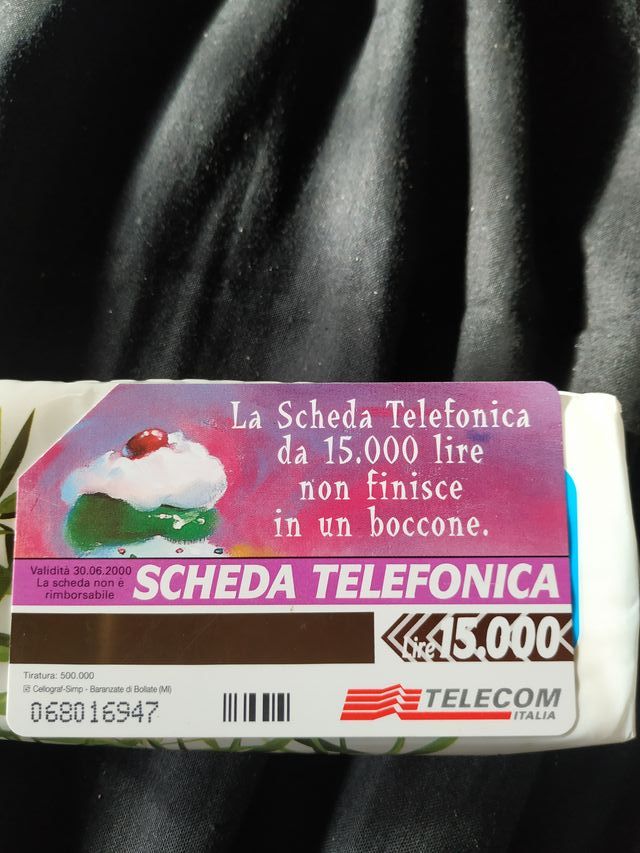 La Scheda Telefonica
da 15.000 lire
non finisce
in un boccone.
Validità 30.06.2000
La scheda non è
rimborsabile
SCHEDA TELEFONICA
Lire 15.000
Tiratura: 500.000
Cellograf-Simp - Baranzate di Bollate (MI)
068016947
TELECOM
ITALIA